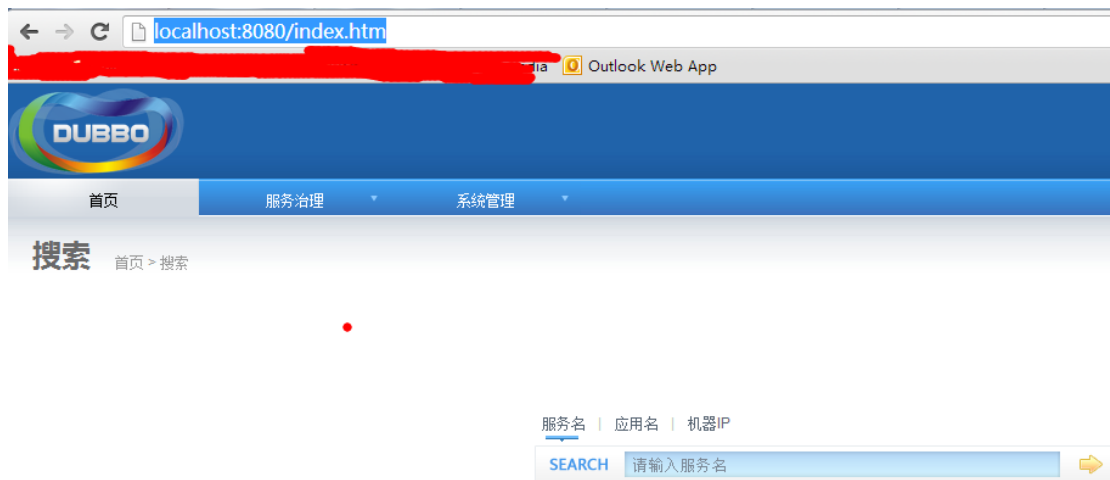 localhost:8080/index.htm
Outlook Web App
DUBBO
首页 服务治理 系统管理
搜索 首页 > 搜索
服务名 | 应用名 | 机器IP
SEARCH 请输入服务名